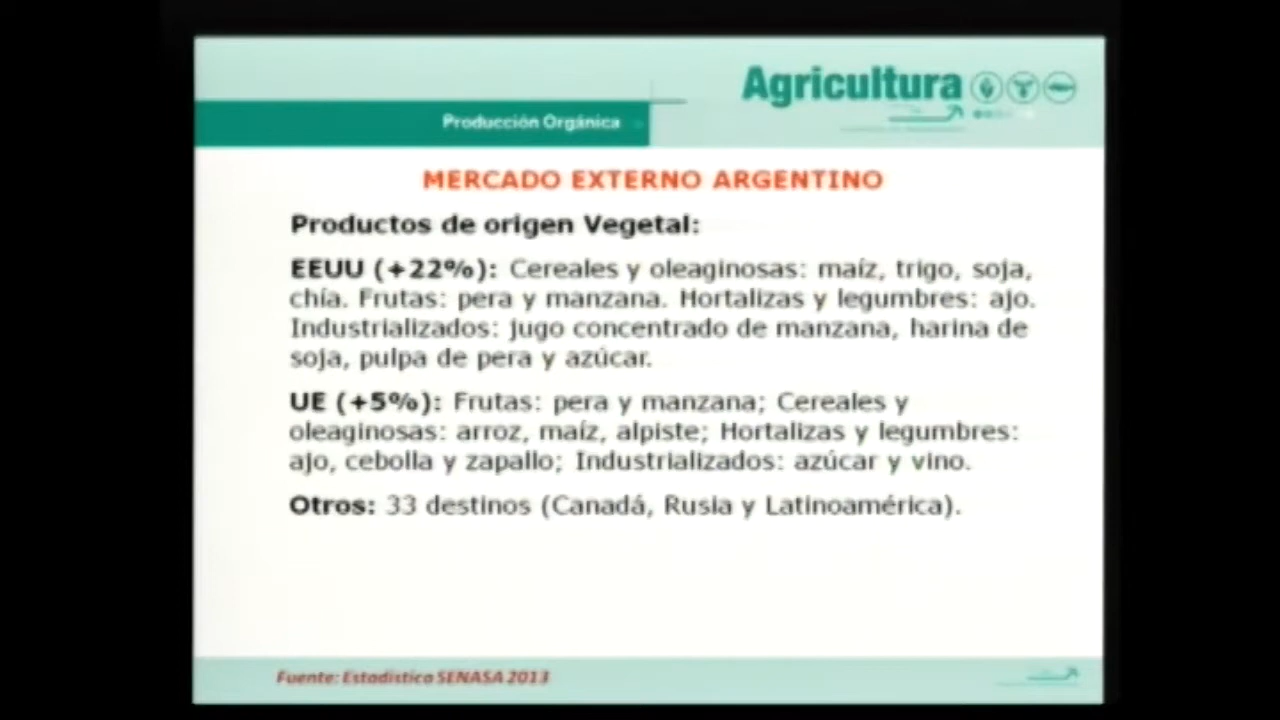 Agricultura
Producción Orgánica
MERCADO EXTERNO ARGENTINO
Productos de origen Vegetal:
EEUU (+22%): Cereales y oleaginosas: maíz, trigo, soja,
chía. Frutas: pera y manzana. Hortalizas y legumbres: ajo.
Industrializados: jugo concentrado de manzana, harina de
soja, pulpa de pera y azúcar.
UE (+5%): Frutas: pera y manzana; Cereales y
oleaginosas: arroz, maíz, alpiste; Hortalizas y legumbres:
ajo, cebolla y zapallo; Industrializados: azúcar y vino.
Otros: 33 destinos (Canadá, Rusia y Latinoamérica).
Fuente: Estadística SENASA 2013